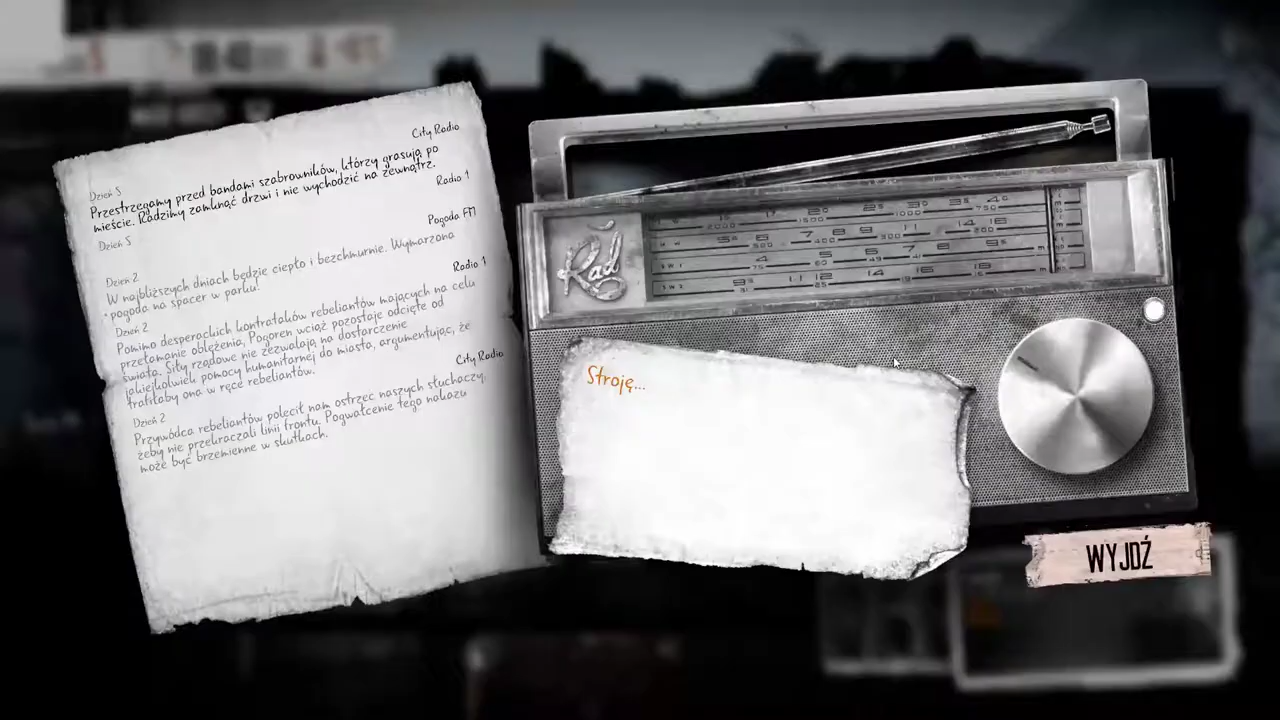 City Radio
Dzień 5
Przestrzegamy przed bandami szabrowników, którzy grasują po
mieście. Radzimy zamknąć drzwi i nie wychodzić na zewnątrz.
Radio 1
Dzień 5
Pogoda FM
Dzień 2
W najbliższych dniach będzie ciepło i bezchmurnie. Wymarzona
pogoda na spacer w parku!
Radio 1
Dzień 2
Pomimo desperackich kontrataków rebeliantów mających na celu
przełamanie oblężenia, Pogoren wciąż pozostaje odcięte od
świata. Siły rządowe nie zezwalają na dostarczenie
jakiejkolwiek pomocy humanitarnej do miasta, argumentując, że
trafiłaby ona w ręce rebeliantów.
City Radio
Dzień 2
Przywódca rebeliantów polecił nam ostrzec naszych słuchaczy,
żeby nie przekraczali linii frontu. Pogwałcenie tego nakazu
może być brzemienne w skutkach.
Rad
Stroję...
WYJDŹ